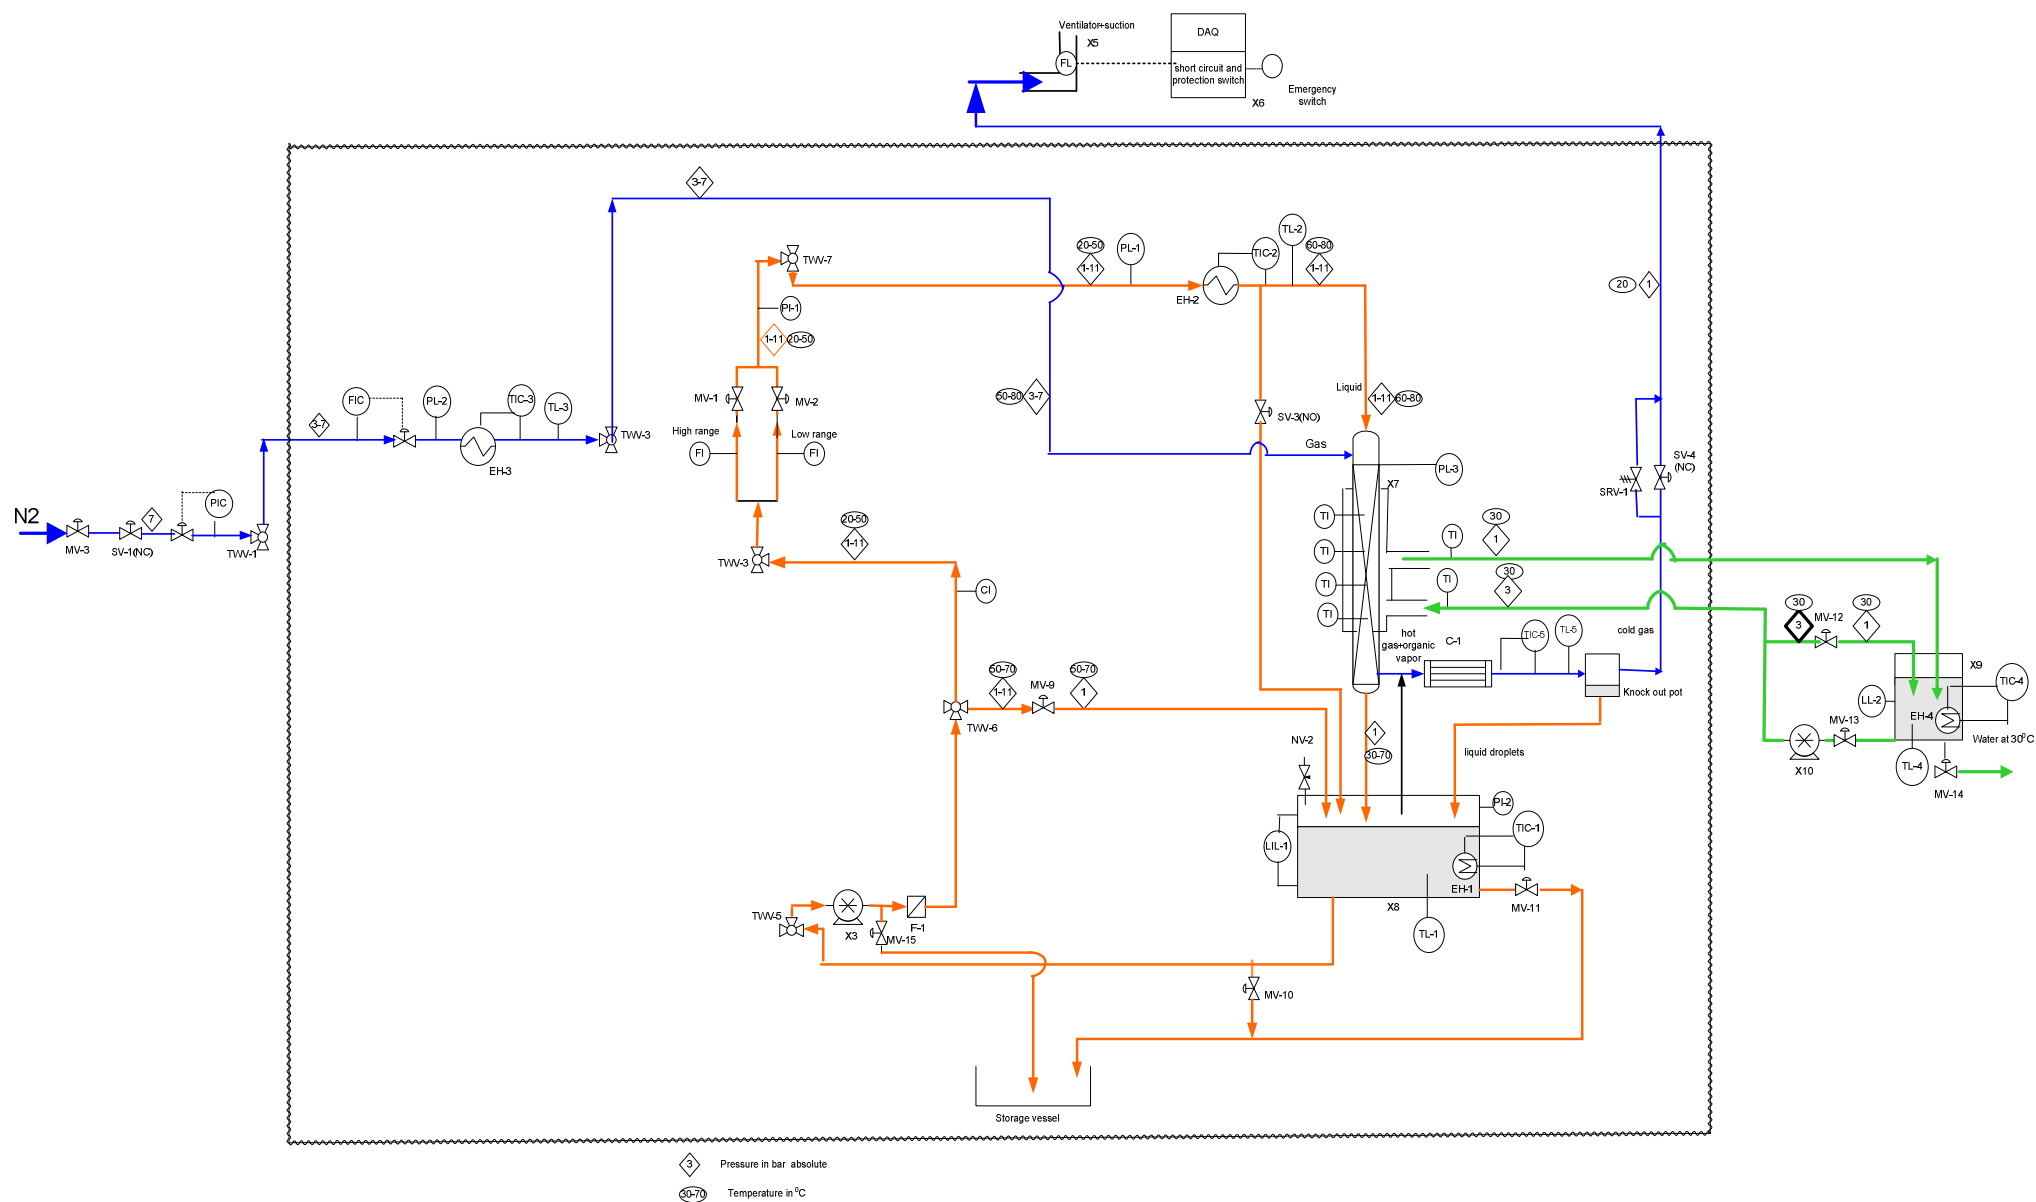 Ventilator+suction
X5
FL
DAQ
short circuit and
protection switch
X6
Emergency
switch
3-7
TWV-7
20-50
1-11
PL-1
EH-2
TIC-2
TL-2
60-80
1-11
20
1
PI-1
1-11
20-50
Liquid
1-11
60-80
50-80
3-7
MV-1
MV-2
SV-3(NO)
High range
Low range
FI
FI
Gas
3-7
FIC
PL-2
TIC-3
TL-3
EH-3
TWV-3
PL-3
X7
SRV-1
SV-4
(NC)
N2
MV-3
SV-1(NC)
7
PIC
TWV-1
20-50
1-11
TWV-3
CI
TI
TI
TI
TI
TI
30
1
TI
30
3
hot
gas+organic
vapor
C-1
TIC-5
TL-5
cold gas
Knock out pot
30
3
MV-12
30
1
X9
LL-2
EH-4
TIC-4
TL-4
Water at 30⁰C
MV-13
X10
MV-14
50-70
1-11
MV-9
50-70
1
TWV-6
1
30-70
NV-2
liquid droplets
PI-2
LIL-1
TIC-1
EH-1
X8
TL-1
MV-11
TWV-5
X3
F-1
MV-15
MV-10
Storage vessel
3
Pressure in bar absolute
30-70
Temperature in ⁰C